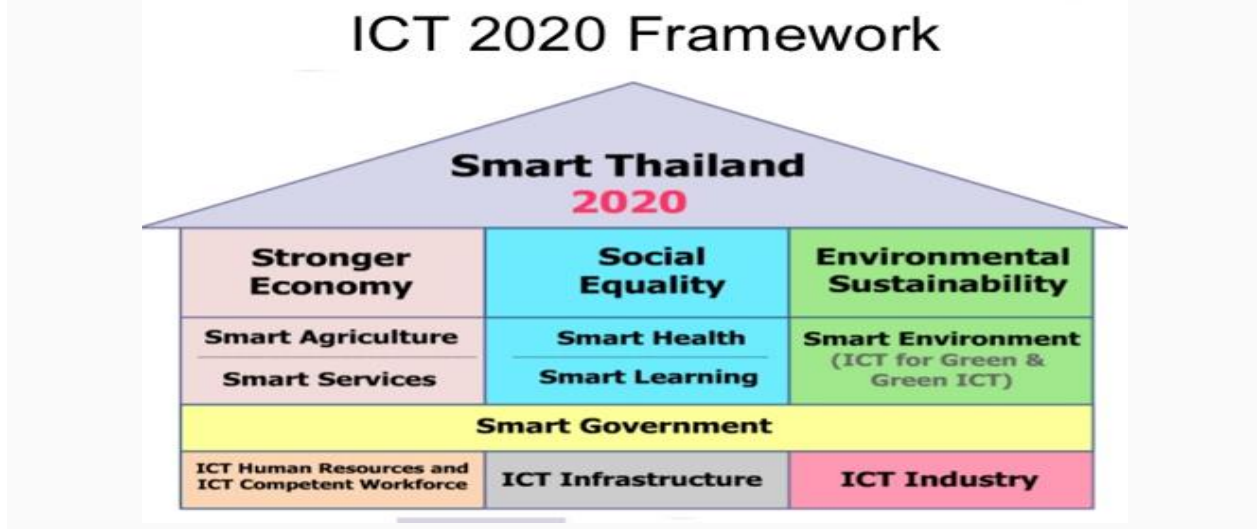 ICT 2020 Framework
Smart Thailand
2020
Stronger
Economy
Social
Equality
Environmental
Sustainability
Smart Agriculture
Smart Services
Smart Health
Smart Learning
Smart Environment
(ICT for Green &
Green ICT)
Smart Government
ICT Human Resources and
ICT Competent Workforce
ICT Infrastructure
ICT Industry